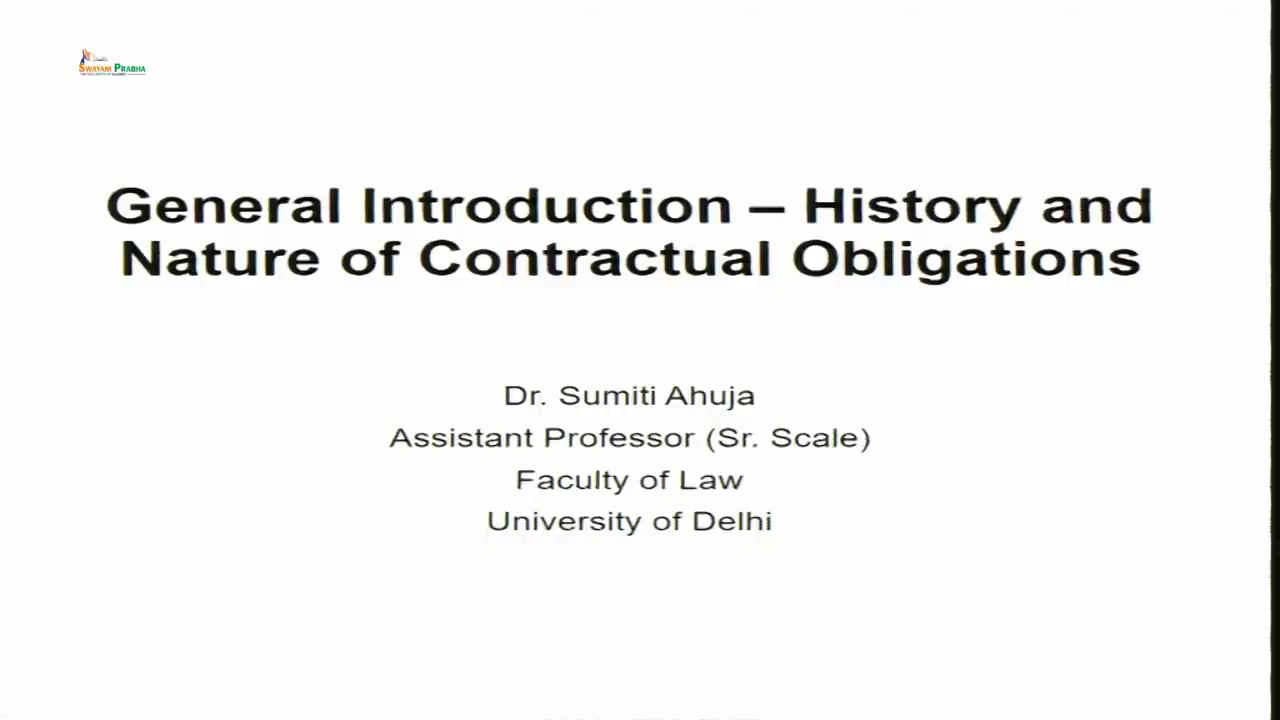 SWAYAM PRABHA
General Introduction – History and
Nature of Contractual Obligations
Dr. Sumiti Ahuja
Assistant Professor (Sr. Scale)
Faculty of Law
University of Delhi